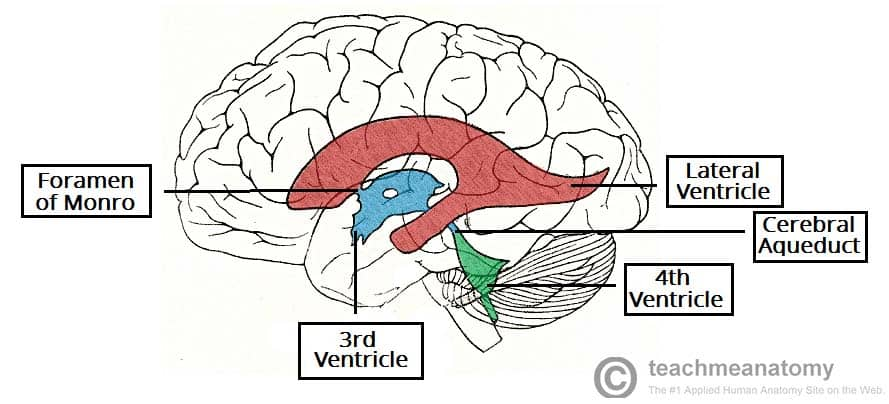 Foramen
of Monro
Lateral
Ventricle
Cerebral
Aqueduct
4th
Ventricle
3rd
Ventricle
© teachmeanatomy
The #1 Applied Human Anatomy Site on the Web.